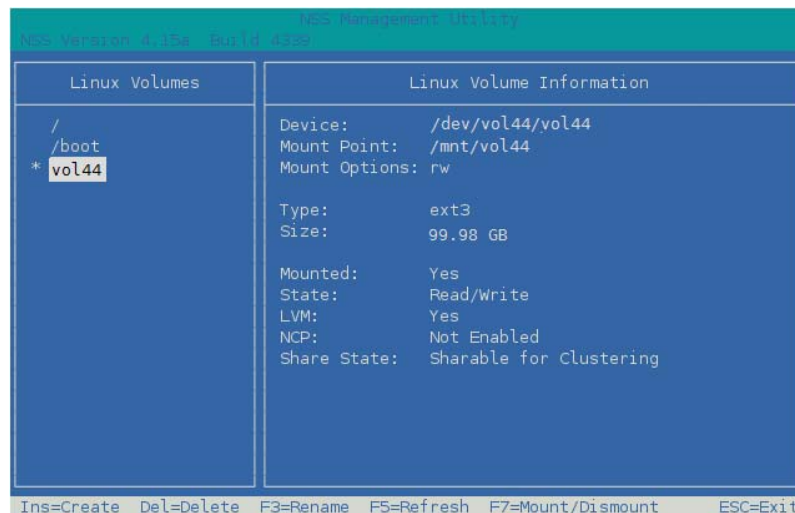 NSS Management Utility
NSS Version 4.15a Build 4339
Linux Volumes
/
/boot
* vol44
Linux Volume Information
Device: /dev/vol44/vol44
Mount Point: /mnt/vol44
Mount Options: rw
Type: ext3
Size: 99.98 GB
Mounted: Yes
State: Read/Write
LVM: Yes
NCP: Not Enabled
Share State: Sharable for Clustering
Ins=Create Del=Delete F3=Rename F5=Refresh F7=Mount/Dismount ESC=Exit